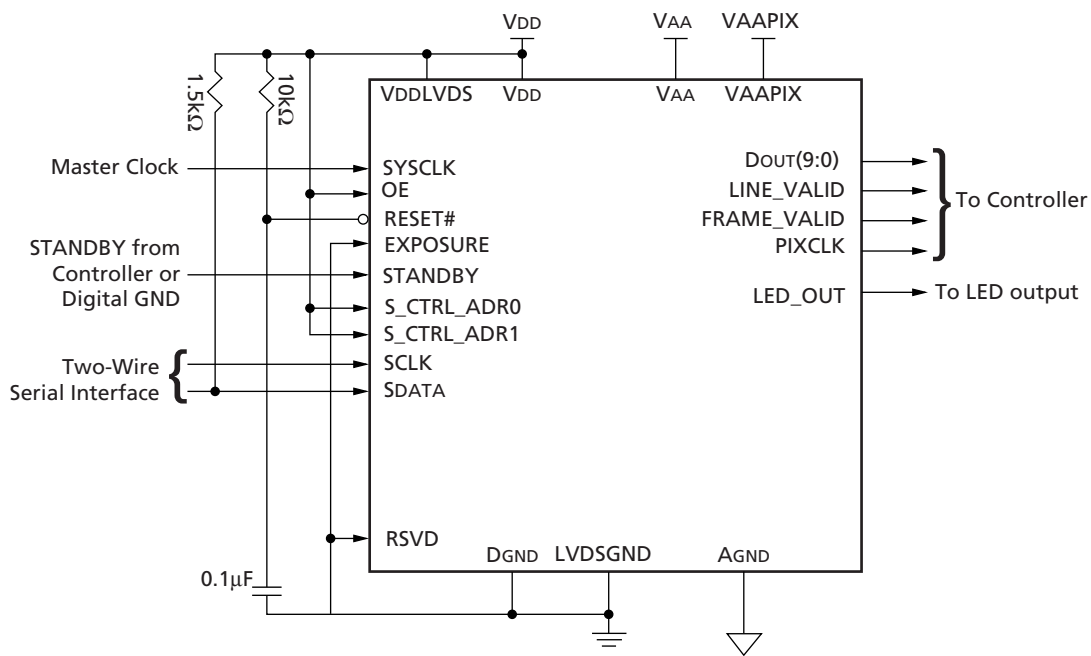 VDD
VAA
VAAPIX
1.5kΩ
10kΩ
VDDLVDS
VDD
VAA
VAAPIX
Master Clock
SYSCLK
OE
RESET#
EXPOSURE
STANDBY from
Controller or
Digital GND
STANDBY
S_CTRL_ADR0
S_CTRL_ADR1
Two-Wire
Serial Interface
SCLK
SDATA
RSVD
DOUT(9:0)
LINE_VALID
FRAME_VALID
PIXCLK
To Controller
LED_OUT
To LED output
DGND
LVDSGND
AGND
0.1µF